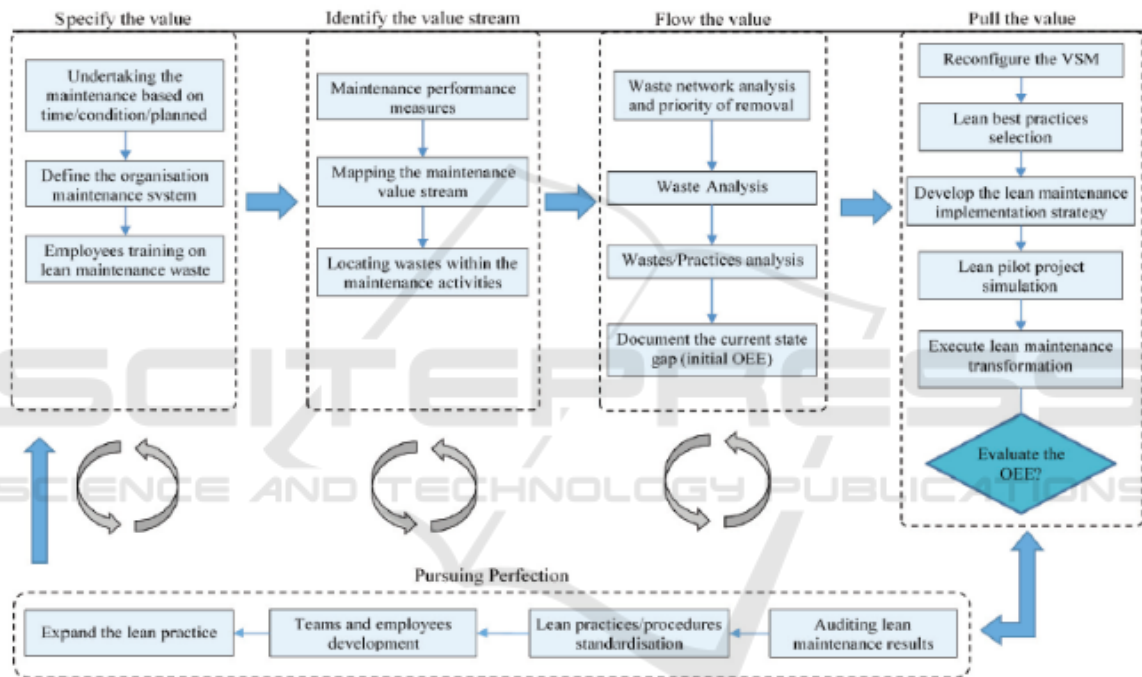 Specify the value
Identify the value stream
Flow the value
Pull the value
Undertaking the
maintenance based on
time/condition/planned
Define the organisation
maintenance system
Employees training on
lean maintenance waste
Maintenance performance
measures
Mapping the maintenance
value stream
Locating wastes within the
maintenance activities
Waste network analysis
and priority of removal
Waste Analysis
Wastes/Practices analysis
Document the current state
gap (initial OEE)
Reconfigure the VSM
Lean best practices
selection
Develop the lean maintenance
implementation strategy
Lean pilot project
simulation
Execute lean maintenance
transformation
Evaluate the
OEE?
SCITEPRESS
SCIENCE AND TECHNOLOGY PUBLICATIONS
Pursuing Perfection
Expand the lean practice
Teams and employees
development
Lean practices/procedures
standardisation
Auditing lean
maintenance results